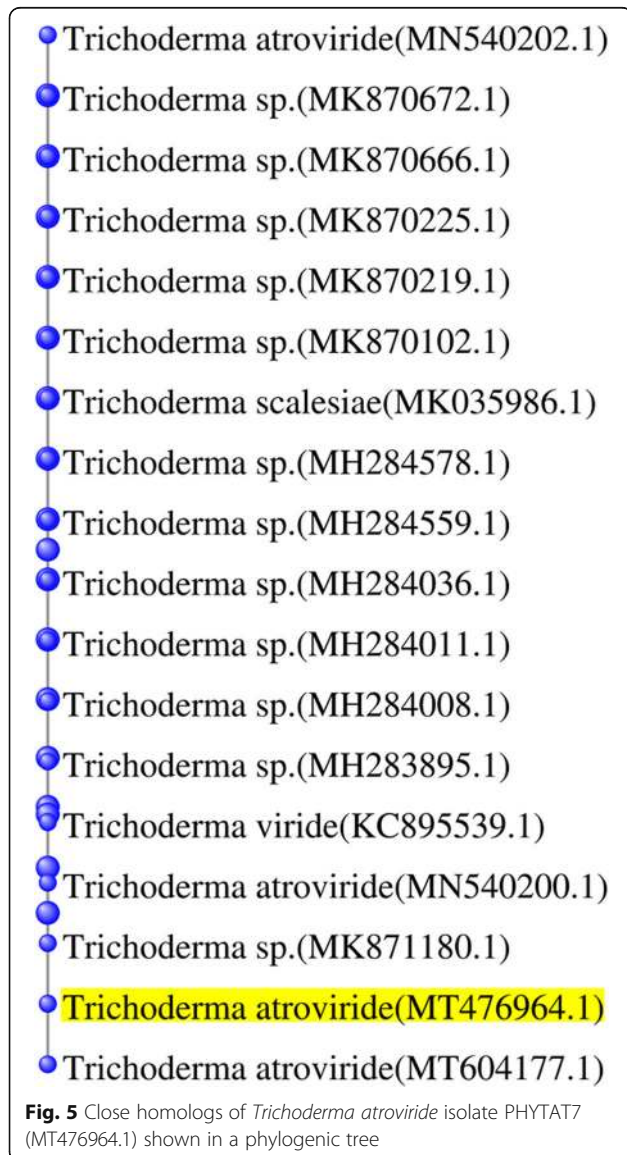 Trichoderma atroviride(MN540202.1)
Trichoderma sp.(MK870672.1)
Trichoderma sp.(MK870666.1)
Trichoderma sp.(MK870225.1)
Trichoderma sp.(MK870219.1)
Trichoderma sp.(MK870102.1)
Trichoderma scalesiae(MK035986.1)
Trichoderma sp.(MH284578.1)
Trichoderma sp.(MH284559.1)
Trichoderma sp.(MH284036.1)
Trichoderma sp.(MH284011.1)
Trichoderma sp.(MH284008.1)
Trichoderma sp.(MH283895.1)
Trichoderma viride(KC895539.1)
Trichoderma atroviride(MN540200.1)
Trichoderma sp.(MK871180.1)
Trichoderma atroviride(MT476964.1)
Trichoderma atroviride(MT604177.1)
Fig. 5 Close homologs of Trichoderma atroviride isolate PHYTAT7
(MT476964.1) shown in a phylogenic tree